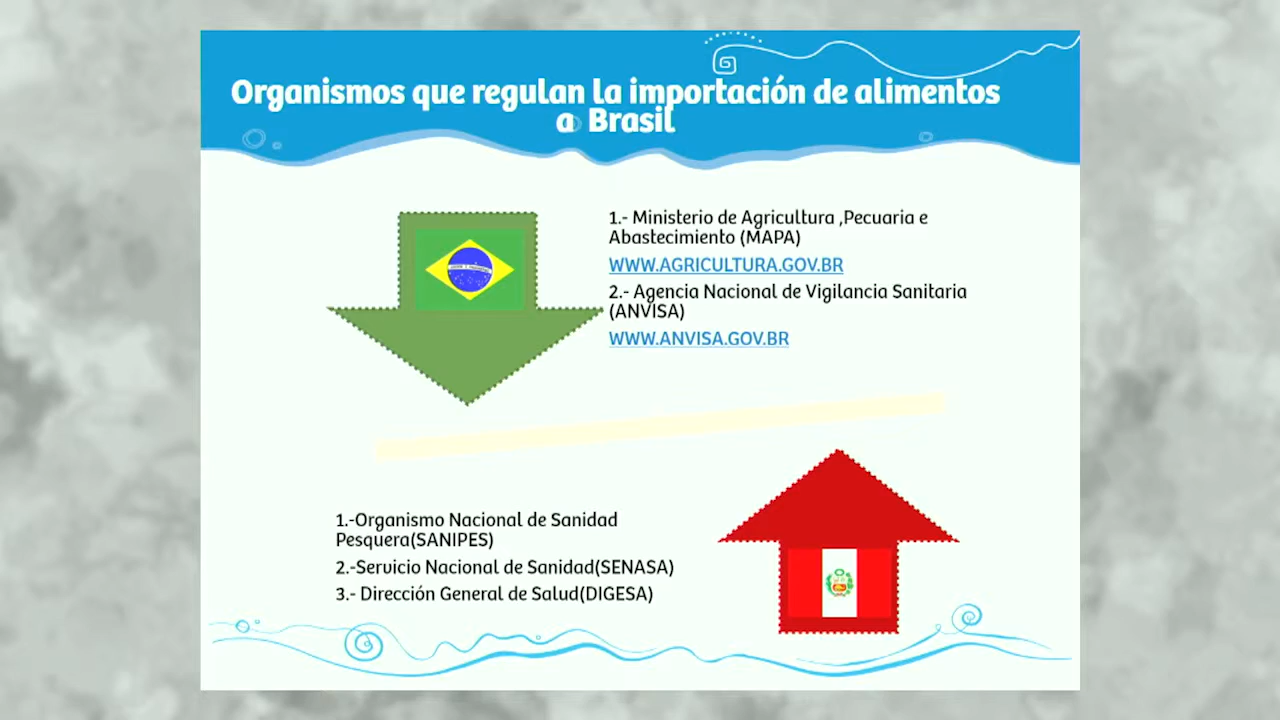 Organismos que regulan la importación de alimentos
a Brasil
1.- Ministerio de Agricultura ,Pecuaria e
Abastecimiento (MAPA)
WWW.AGRICULTURA.GOV.BR
2.- Agencia Nacional de Vigilancia Sanitaria
(ANVISA)
WWW.ANVISA.GOV.BR
1.-Organismo Nacional de Sanidad
Pesquera(SANIPES)
2.-Servicio Nacional de Sanidad(SENASA)
3.- Dirección General de Salud(DIGESA)